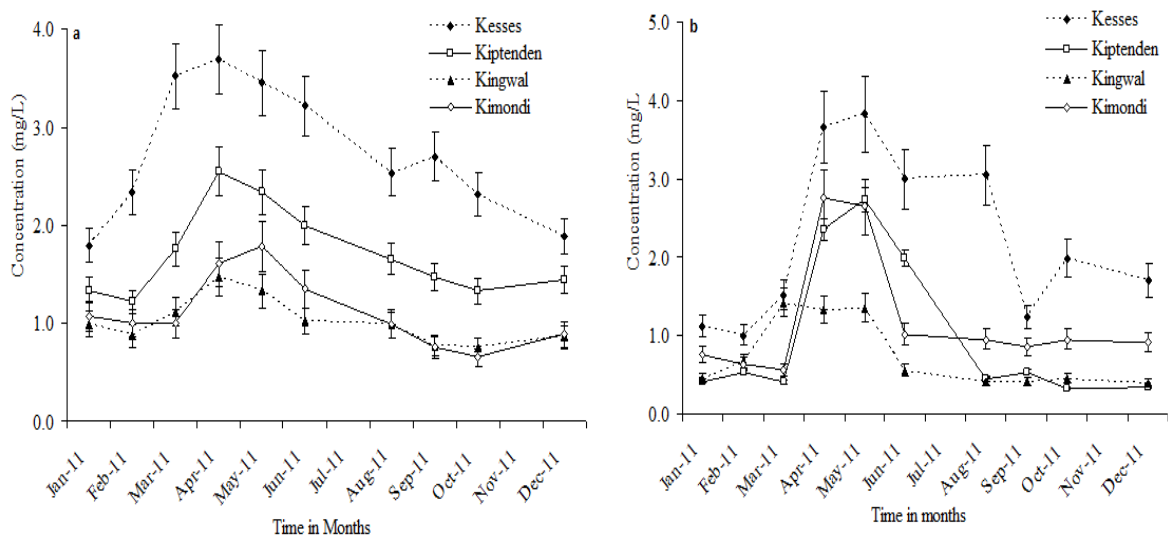 a
4.0
3.0
2.0
1.0
0.0
Concentration (mg/L)
Kesses
Kiptenden
Kingwal
Kimondi
Jan-11
Feb-11
Mar-11
Apr-11
May-11
Jun-11
Jul-11
Aug-11
Sep-11
Oct-11
Nov-11
Dec-11
Time in Months
b
5.0
4.0
3.0
2.0
1.0
0.0
Concentration (mg/L)
Kesses
Kiptenden
Kingwal
Kimondi
Jan-11
Feb-11
Mar-11
Apr-11
May-11
Jun-11
Jul-11
Aug-11
Sep-11
Oct-11
Nov-11
Dec-11
Time in months